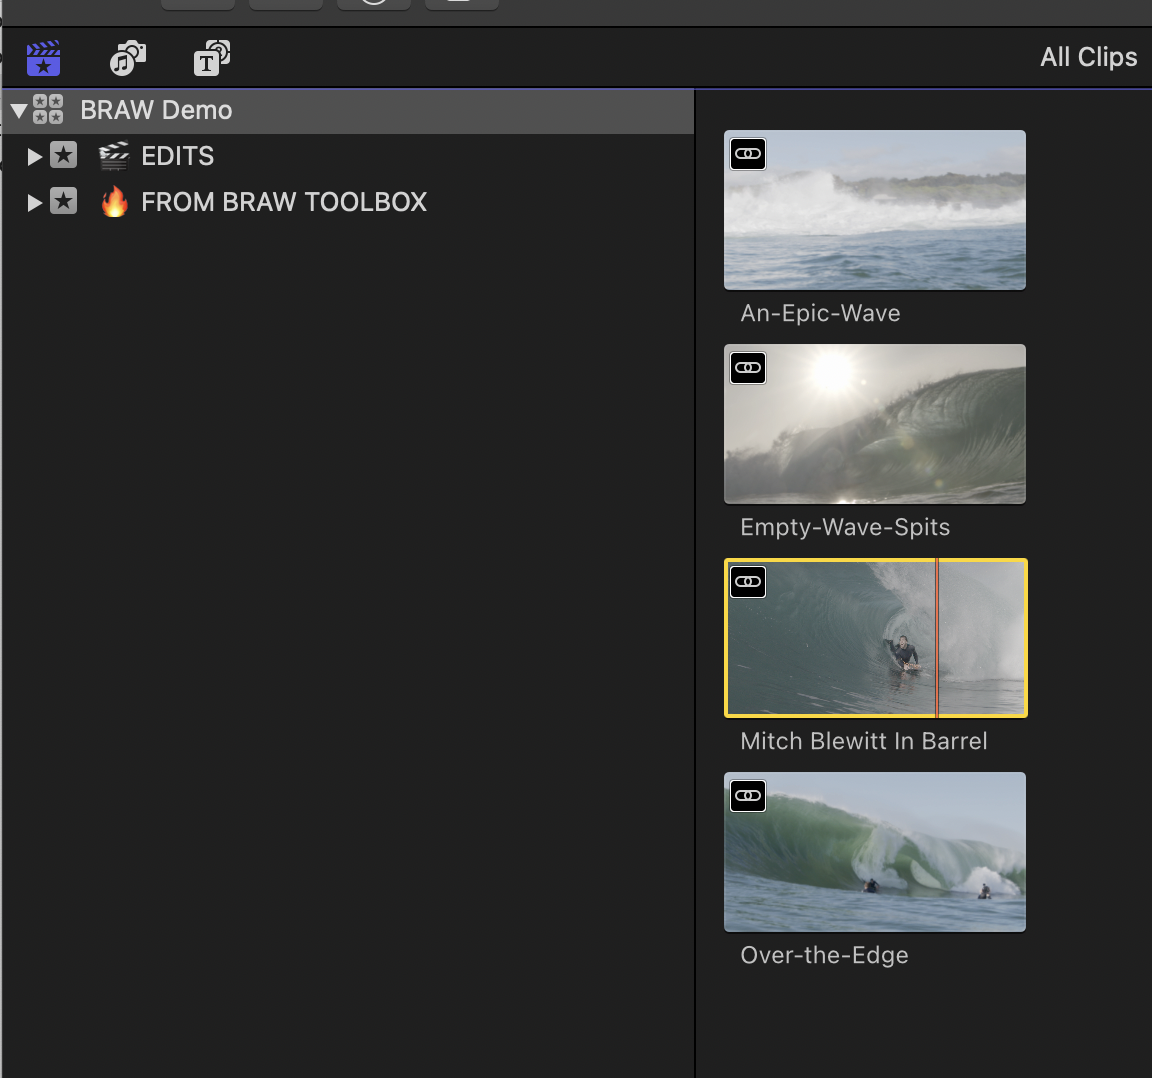 All Clips
BRAW Demo
EDITS
FROM BRAW TOOLBOX
An-Epic-Wave
Empty-Wave-Spits
Mitch Blewitt In Barrel
Over-the-Edge